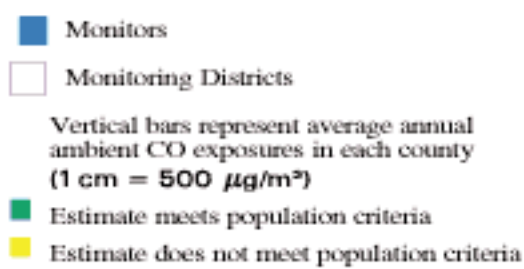 Monitors
Monitoring Districts
Vertical bars represent average annual
ambient CO exposures in each county
(1 cm = 500 µg/m³)
Estimate meets population criteria
Estimate does not meet population criteria